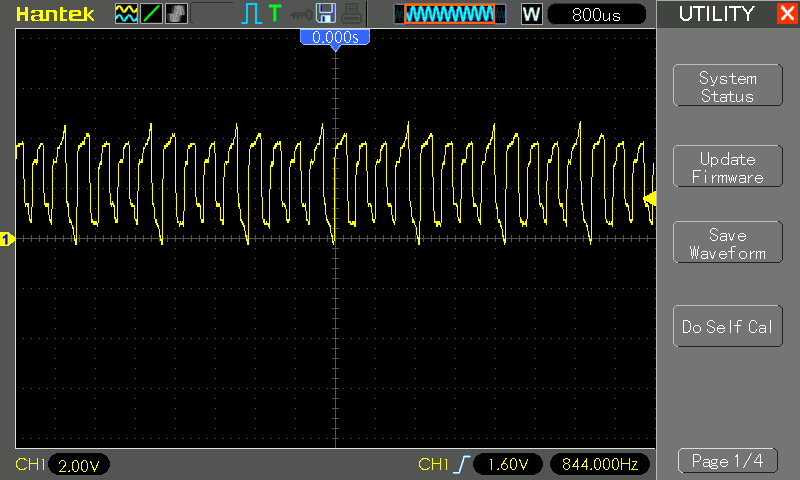 Hantek
T
W
800us
UTILITY
X
0.000s
System
Status
Update
Firmware
Save
Waveform
Do Self Cal
1
CH1
2.00V
CH1
1.60V
844.000Hz
Page 1/4